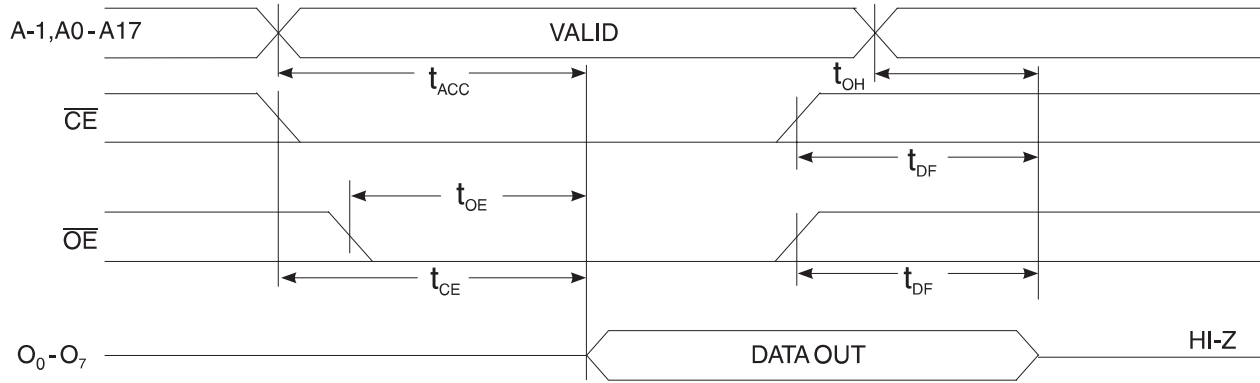 A-1,A0-A17 VALID
tACC tOH
CE
tDF
tOE
OE
tCE tDF
O0-O7 DATA OUT HI-Z